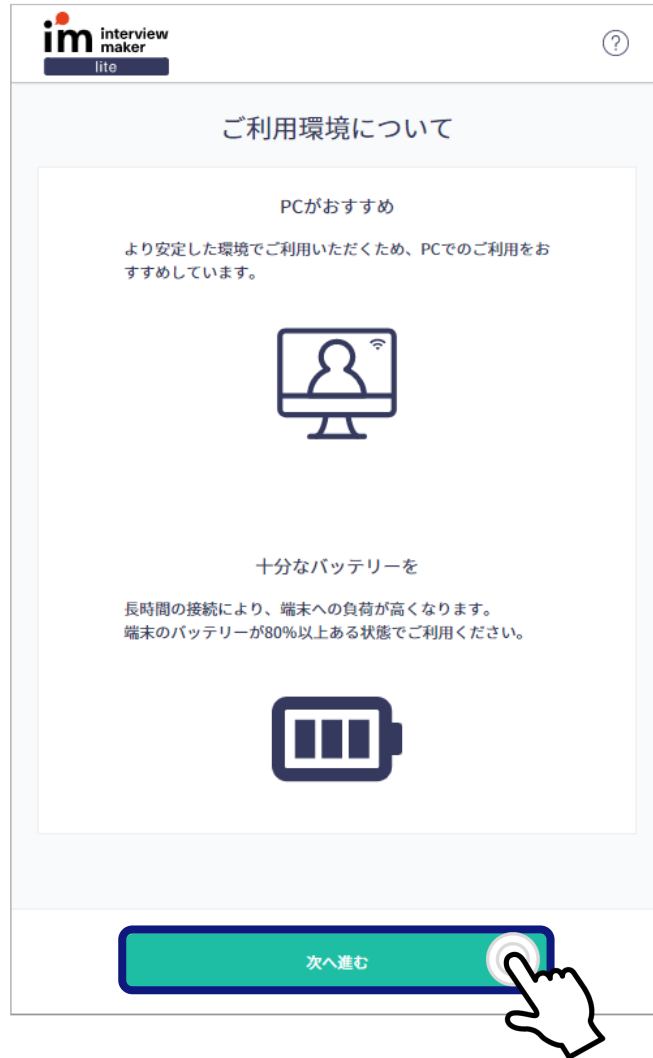 im interview
maker
lite
?
ご利用環境について
PCがおすすめ
より安定した環境でご利用いただくため、PCでのご利用をお
すすめしています。
十分なバッテリーを
長時間の接続により、端末への負荷が高くなります。
端末のバッテリーが80%以上ある状態でご利用ください。
次へ進む